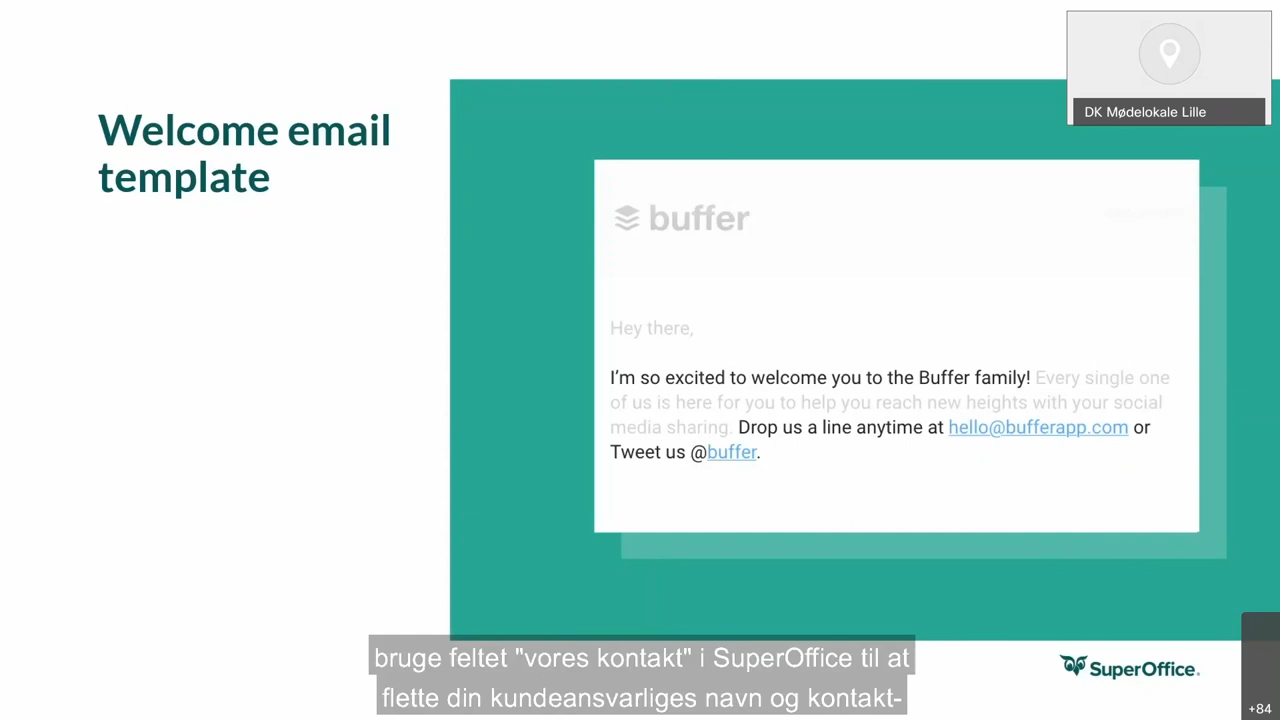 DK Mødelokale Lille
Welcome email
template
buffer
Hey there,
I'm so excited to welcome you to the Buffer family! Every single one
of us is here for you to help you reach new heights with your social
media sharing. Drop us a line anytime at hello@bufferapp.com or
Tweet us @buffer.
bruge feltet "vores kontakt" i SuperOffice til at
flette din kundeansvarliges navn og kontakt-
SuperOffice.
+84